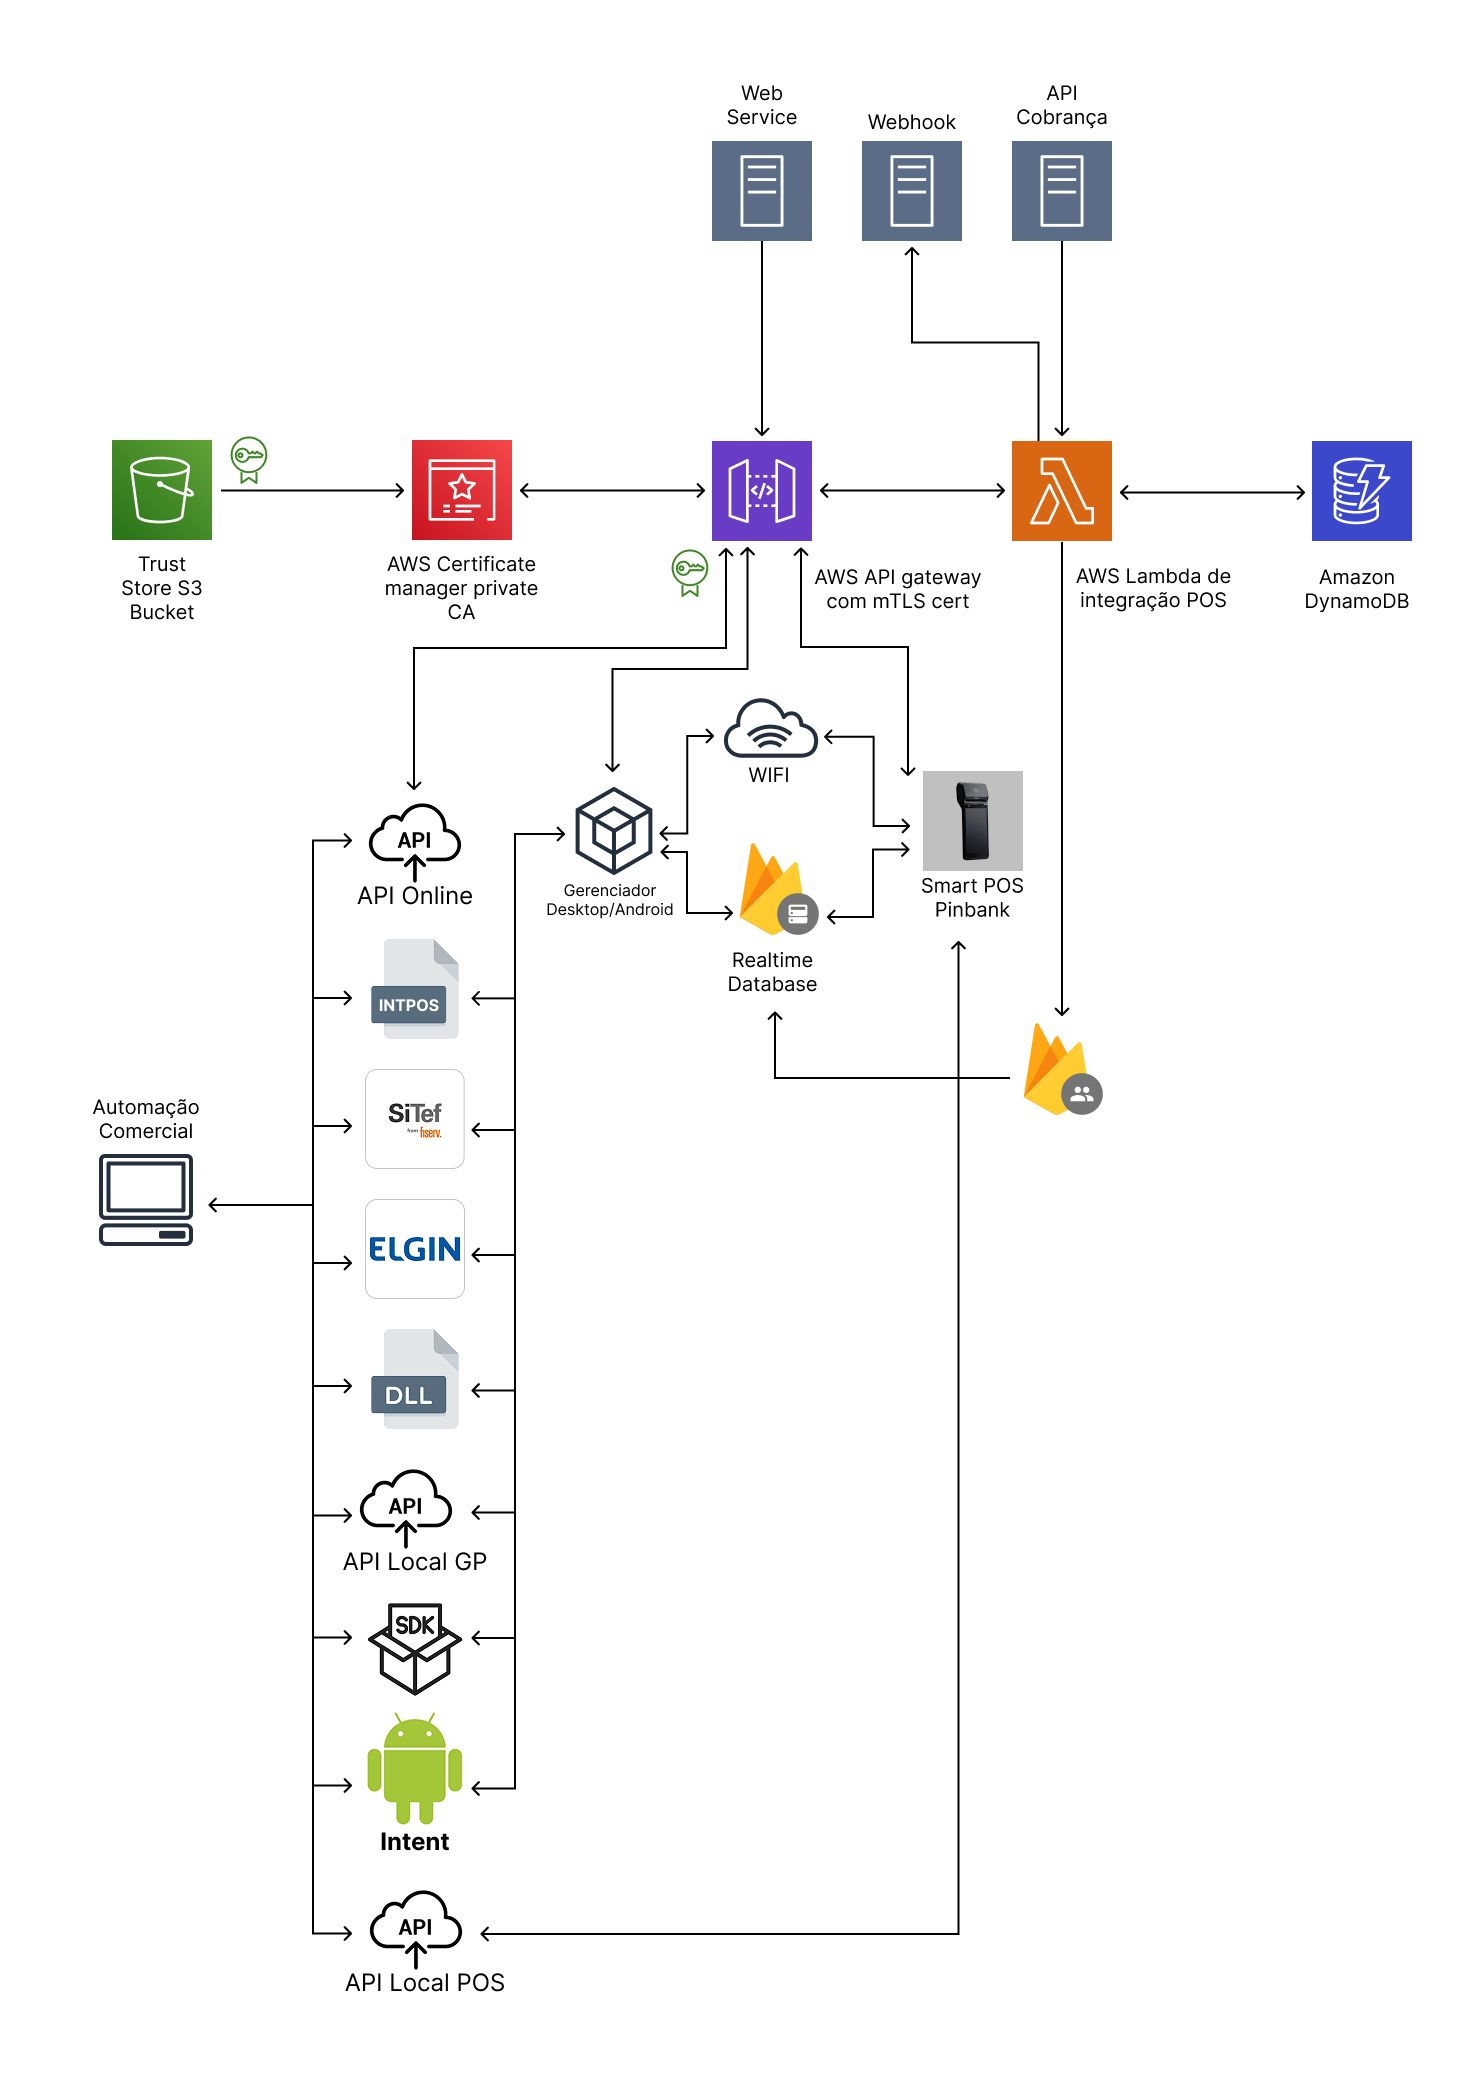 Web
Service
Webhook
API
Cobrança
Trust
Store S3
Bucket
AWS Certificate
manager private
CA
AWS API gateway
com mTLS cert
AWS Lambda de
integração POS
Amazon
DynamoDB
WIFI
API
API Online
Gerenciador
Desktop/Android
Smart POS
Pinbank
Realtime
Database
INTPOS
SiTef
from fiserv.
Automação
Comercial
ELGIN
DLL
API
API Local GP
SDK
Intent
API
API Local POS